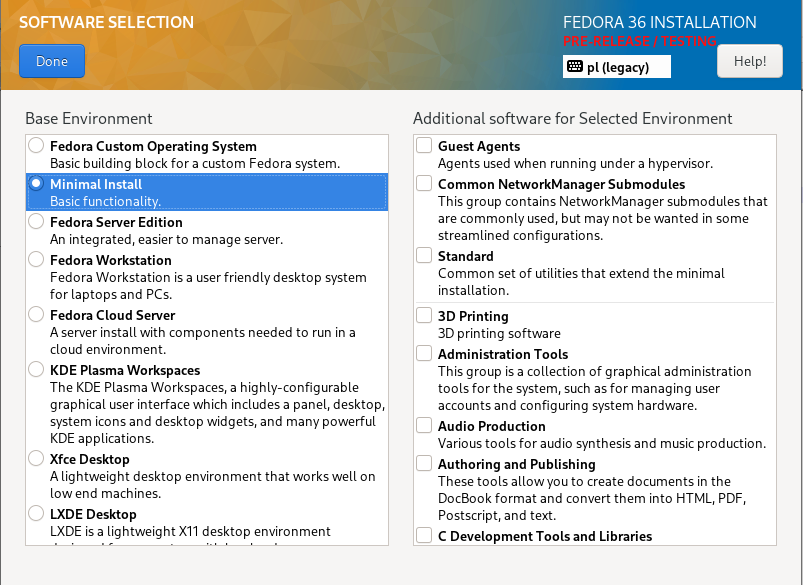 SOFTWARE SELECTION
FEDORA 36 INSTALLATION
PRE-RELEASE / TESTING
Done
pl (legacy)
Help!
Base Environment
Fedora Custom Operating System
Basic building block for a custom Fedora system.
Minimal Install
Basic functionality.
Fedora Server Edition
An integrated, easier to manage server.
Fedora Workstation
Fedora Workstation is a user friendly desktop system
for laptops and PCs.
Fedora Cloud Server
A server install with components needed to run in a
cloud environment.
KDE Plasma Workspaces
The KDE Plasma Workspaces, a highly-configurable
graphical user interface which includes a panel, desktop,
system icons and desktop widgets, and many powerful
KDE applications.
Xfce Desktop
A lightweight desktop environment that works well on
low end machines.
LXDE Desktop
LXDE is a lightweight X11 desktop environment
Additional software for Selected Environment
Guest Agents
Agents used when running under a hypervisor.
Common NetworkManager Submodules
This group contains NetworkManager submodules that
are commonly used, but may not be wanted in some
streamlined configurations.
Standard
Common set of utilities that extend the minimal
installation.
3D Printing
3D printing software
Administration Tools
This group is a collection of graphical administration
tools for the system, such as for managing user
accounts and configuring system hardware.
Audio Production
Various tools for audio synthesis and music production.
Authoring and Publishing
These tools allow you to create documents in the
DocBook format and convert them into HTML, PDF,
Postscript, and text.
C Development Tools and Libraries